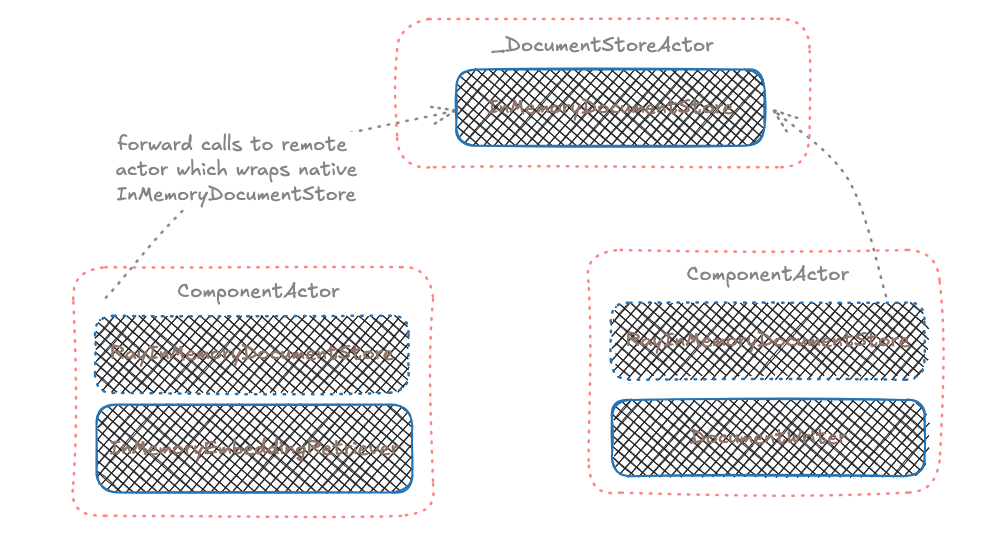 _DocumentStoreActor
InMemoryDocumentStore
forward calls to remote
actor which wraps native
InMemoryDocumentStore
ComponentActor
RayInMemoryDocumentStore
InMemoryEmbeddingRetriever
ComponentActor
RayInMemoryDocumentStore
DocumentWriter